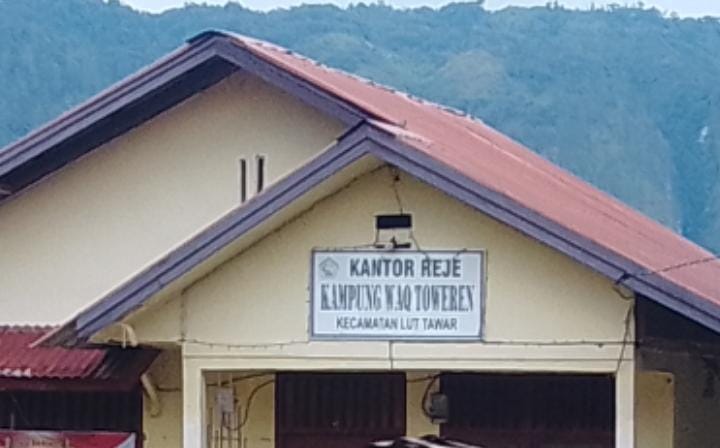 KANTOR REJE
KAMPUNG WAQ TOWEREN
KECAMATAN LUT TAWAR